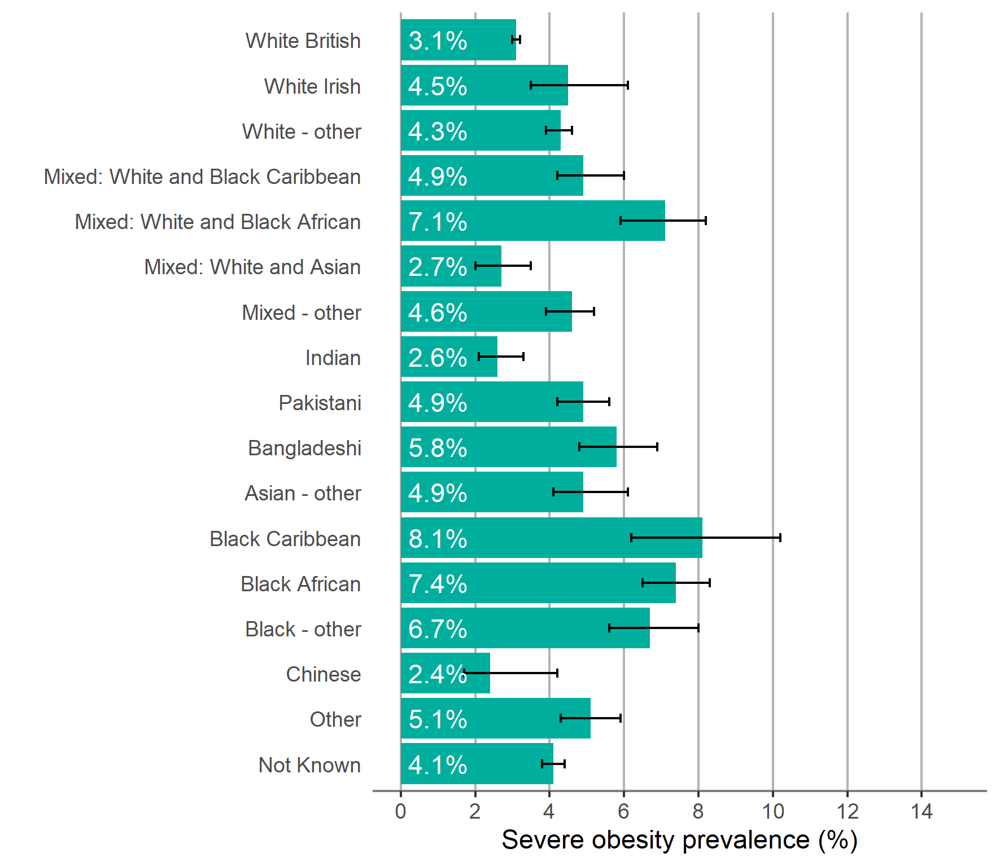 White British 3.1%
White Irish 4.5%
White - other 4.3%
Mixed: White and Black Caribbean 4.9%
Mixed: White and Black African 7.1%
Mixed: White and Asian 2.7%
Mixed - other 4.6%
Indian 2.6%
Pakistani 4.9%
Bangladeshi 5.8%
Asian - other 4.9%
Black Caribbean 8.1%
Black African 7.4%
Black - other 6.7%
Chinese 2.4%
Other 5.1%
Not Known 4.1%
0 2 4 6 8 10 12 14
Severe obesity prevalence (%)